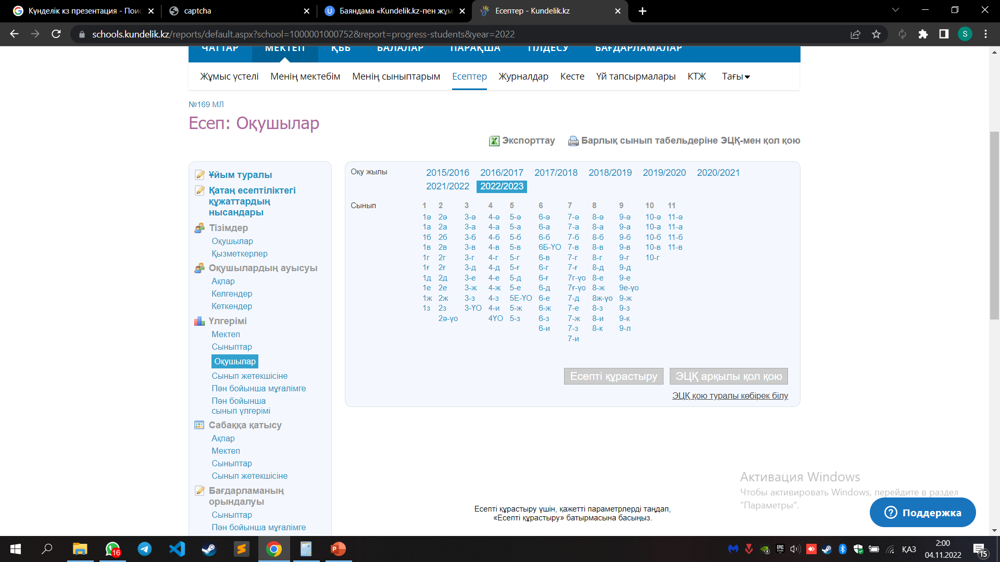 Күнделік кз презентация - Поис
captcha
Баяндама «Kundelik.kz-пен жұм
Есептер - Kundelik.kz
schools.kundelik.kz/reports/default.aspx?school=1000001000752&report=progress-students&year=2022
S
ЧАТТАР МЕКТЕП ҚББ БАЛАЛАР ПАРАҚША ТІЛДЕСУ БАҒДАРЛАМАЛАР
Жұмыс үстелі Менің мектебім Менің сыныптарым Есептер Журналдар Кесте Үй тапсырмалары КТЖ Тағы
№169 МЛ
Есеп: Оқушылар
Экспорттау Барлық сынып табельдеріне ЭЦҚ-мен қол қою
Ұйым туралы
Қатаң есептіліктегі
құжаттардың
нысандары
Тізімдер
Оқушылар
Қызметкерлер
Оқушылардың ауысуы
Ақпар
Келгендер
Кеткендер
Үлгерімі
Мектеп
Сыныптар
Оқушылар
Сынып жетекшісіне
Пән бойынша мұғалімге
Пән бойынша
сынып үлгерімі
Сабаққа қатысу
Ақпар
Мектеп
Сыныптар
Сынып жетекшісіне
Бағдарламаның
орындалуы
Сыныптар
Пән бойынша мұғалімге
Оқу жылы 2015/2016 2016/2017 2017/2018 2018/2019 2019/2020 2020/2021
2021/2022 2022/2023
Сынып 1 2 3 4 5 6 7 8 9 10 11
1ә 2ә 3-ә 4-ә 5-ә 6-ә 7-ә 8-ә 9-ә 10-ә 11-ә
1а 2а 3-а 4-а 5-а 6-а 7-а 8-а 9-а 10-а 11-а
1б 2б 3-б 4-б 5-б 6-б 7-б 8-б 9-б 10-б 11-б
1в 2в 3-в 4-в 5-в 6Б-ҮО 7-в 8-в 9-в 10-в 11-в
1г 2г 3-г 4-г 5-г 6-в 7-г 8-г 9-г 10-г
1ғ 2ғ 3-д 4-д 5-ғ 6-г 7-ғ 8-д 9-д
1д 2д 3-е 4-е 5-д 6-ғ 7г-үо 8-е 9-е
1е 2е 3-ж 4-ж 5-е 6-д 7ғ-үо 8-ж 9е-үо
1ж 2ж 3-з 4-з 5Е-ҮО 6-е 7-д 8ж-үо 9-ж
1з 2з 3-ҮО 4-и 5-ж 6-ж 7-е 8-з 9-з
2ә-үо 4ҮО 5-з 6-з 7-ж 8-и 9-к
6-и 7-з 8-к 9-л
7-и
Есепті құрастыру ЭЦҚ арқылы қол қою
ЭЦҚ қою туралы көбірек білу
Есепті құрастыру үшін, қажетті параметрлерді таңдап,
«Есепті құрастыру» батырмасына басыңыз.
Активация Windows
Чтобы активировать Windows, перейдите в раздел
"Параметры".
Поддержка
16
ҚАЗ
2:00
04.11.2022
15